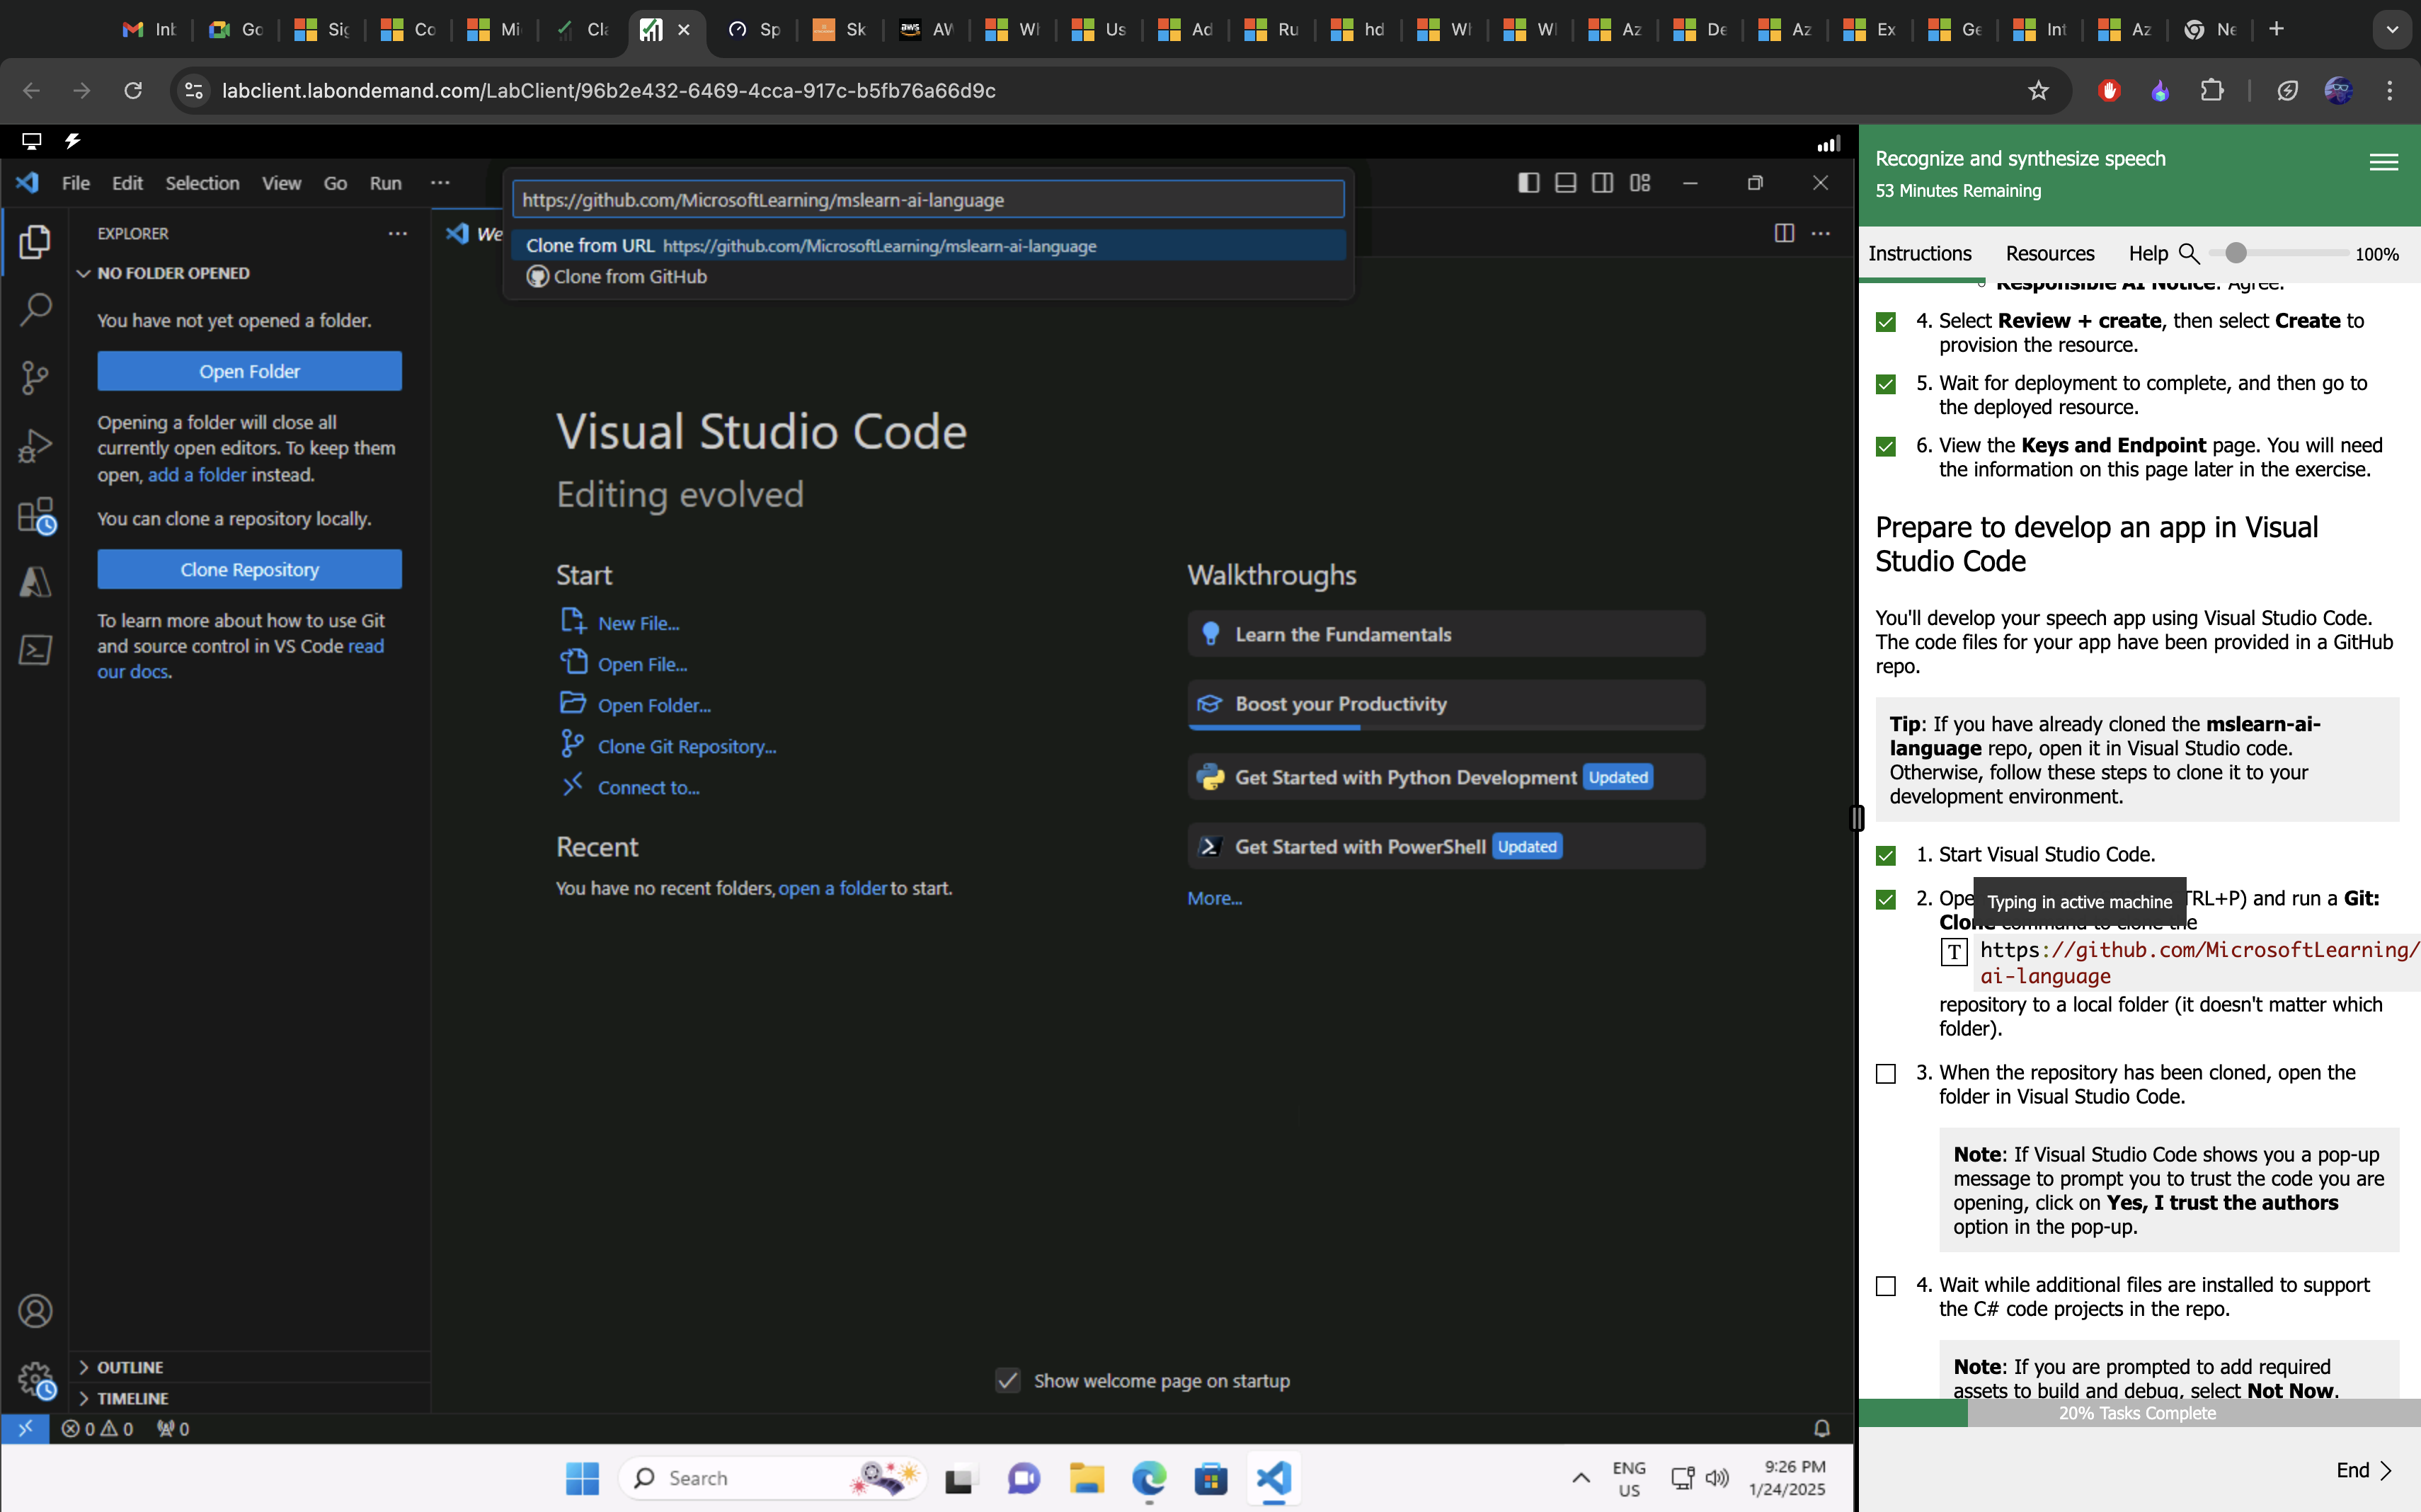 Inb
Go
Sig
Co
Mi
Cla
Sp
Sk
aws
AW
Wh
Us
Ad
Ru
hd
Wh
Wh
Az
De
Az
Ex
Ge
Int
Az
Ne
labclient.labondemand.com/LabClient/96b2e432-6469-4cca-917c-b5fb76a66d9c
File Edit Selection View Go Run ···
https://github.com/MicrosoftLearning/mslearn-ai-language
Clone from URL https://github.com/MicrosoftLearning/mslearn-ai-language
Clone from GitHub
EXPLORER
NO FOLDER OPENED
You have not yet opened a folder.
Open Folder
Opening a folder will close all
currently open editors. To keep them
open, add a folder instead.
You can clone a repository locally.
Clone Repository
To learn more about how to use Git
and source control in VS Code read
our docs.
OUTLINE
TIMELINE
0 0 0
We
Visual Studio Code
Editing evolved
Start
New File...
Open File...
Open Folder...
Clone Git Repository...
Connect to...
Recent
You have no recent folders, open a folder to start.
Walkthroughs
Learn the Fundamentals
Boost your Productivity
Get Started with Python Development Updated
Get Started with PowerShell Updated
More...
Show welcome page on startup
Search
ENG
US
9:26 PM
1/24/2025
Recognize and synthesize speech
53 Minutes Remaining
Instructions Resources Help 100%
Responsible AI Notice: Agree.
4. Select Review + create, then select Create to
provision the resource.
5. Wait for deployment to complete, and then go to
the deployed resource.
6. View the Keys and Endpoint page. You will need
the information on this page later in the exercise.
Prepare to develop an app in Visual
Studio Code
You'll develop your speech app using Visual Studio Code.
The code files for your app have been provided in a GitHub
repo.
Tip: If you have already cloned the mslearn-ai-
language repo, open it in Visual Studio code.
Otherwise, follow these steps to clone it to your
development environment.
1. Start Visual Studio Code.
2. Ope TRL+P) and run a Git:
Typing in active machine
Clone command to clone the
T https://github.com/MicrosoftLearning/
ai-language
repository to a local folder (it doesn't matter which
folder).
3. When the repository has been cloned, open the
folder in Visual Studio Code.
Note: If Visual Studio Code shows you a pop-up
message to prompt you to trust the code you are
opening, click on Yes, I trust the authors
option in the pop-up.
4. Wait while additional files are installed to support
the C# code projects in the repo.
Note: If you are prompted to add required
assets to build and debug, select Not Now.
20% Tasks Complete
End